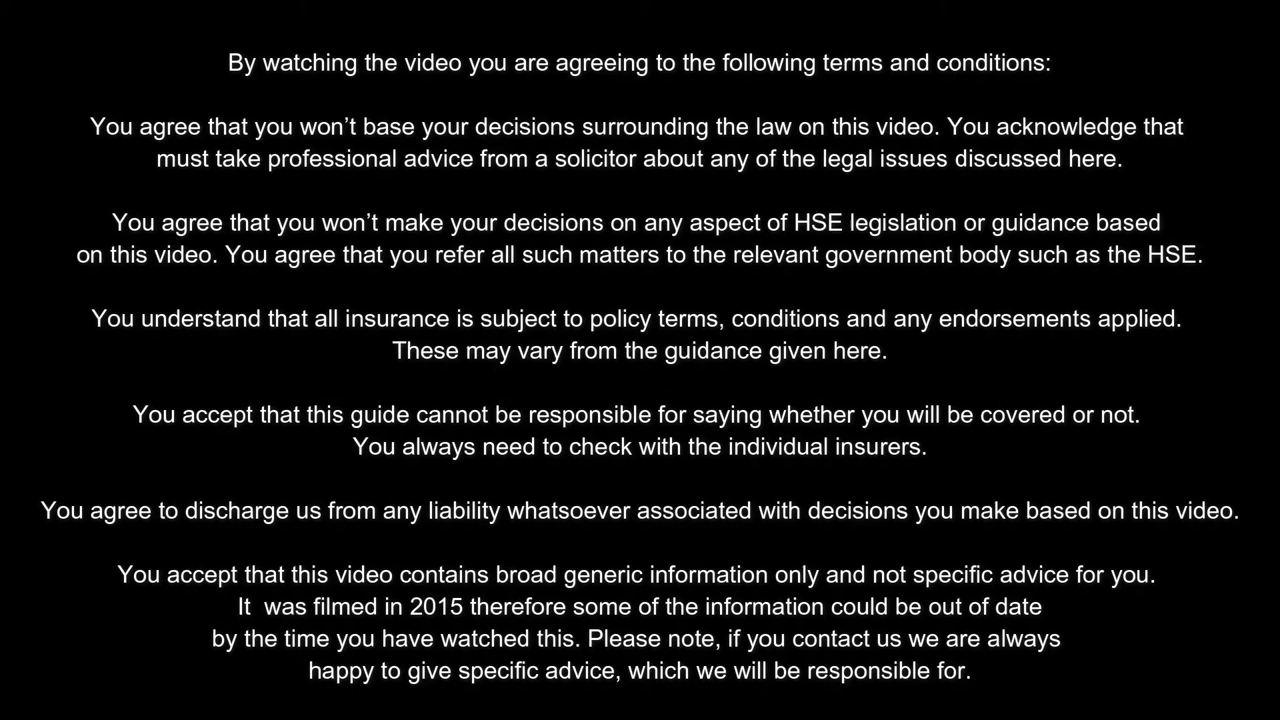 By watching the video you are agreeing to the following terms and conditions:
You agree that you won’t base your decisions surrounding the law on this video. You acknowledge that
must take professional advice from a solicitor about any of the legal issues discussed here.
You agree that you won’t make your decisions on any aspect of HSE legislation or guidance based
on this video. You agree that you refer all such matters to the relevant government body such as the HSE.
You understand that all insurance is subject to policy terms, conditions and any endorsements applied.
These may vary from the guidance given here.
You accept that this guide cannot be responsible for saying whether you will be covered or not.
You always need to check with the individual insurers.
You agree to discharge us from any liability whatsoever associated with decisions you make based on this video.
You accept that this video contains broad generic information only and not specific advice for you.
It  was filmed in 2015 therefore some of the information could be out of date
by the time you have watched this. Please note, if you contact us we are always
happy to give specific advice, which we will be responsible for.